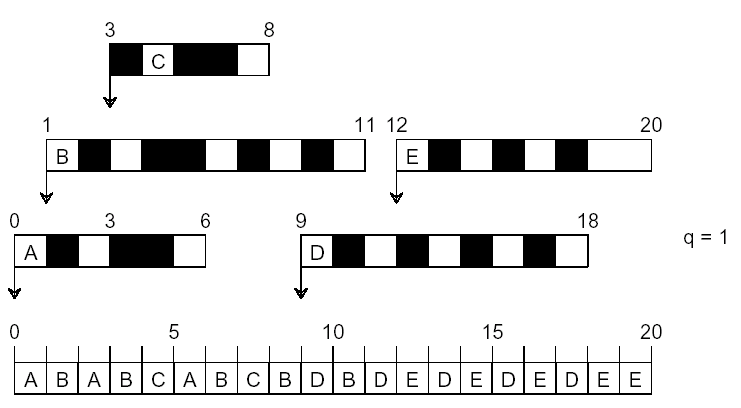 3 8
C
1 11 12 20
B E
0 3 6 9 18
A D q = 1
0 5 10 15 20
A B A B C A B C B D B D E D E D E D E E